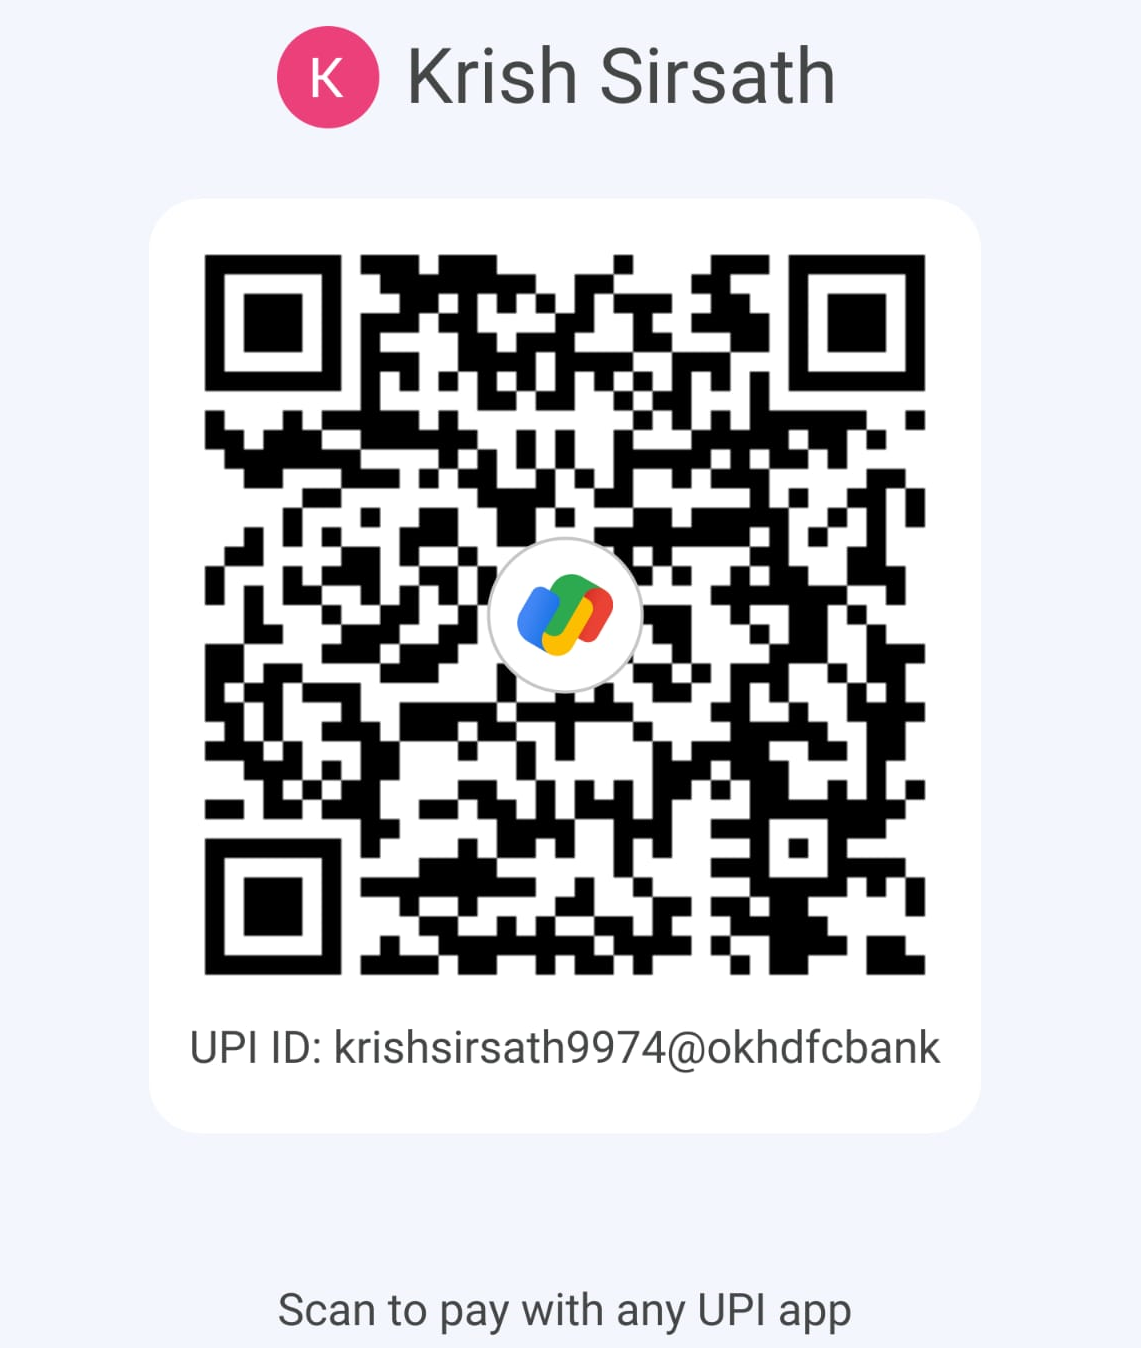 K Krish Sirsath
UPI ID: krishsirsath9974@okhdfcbank
Scan to pay with any UPI app